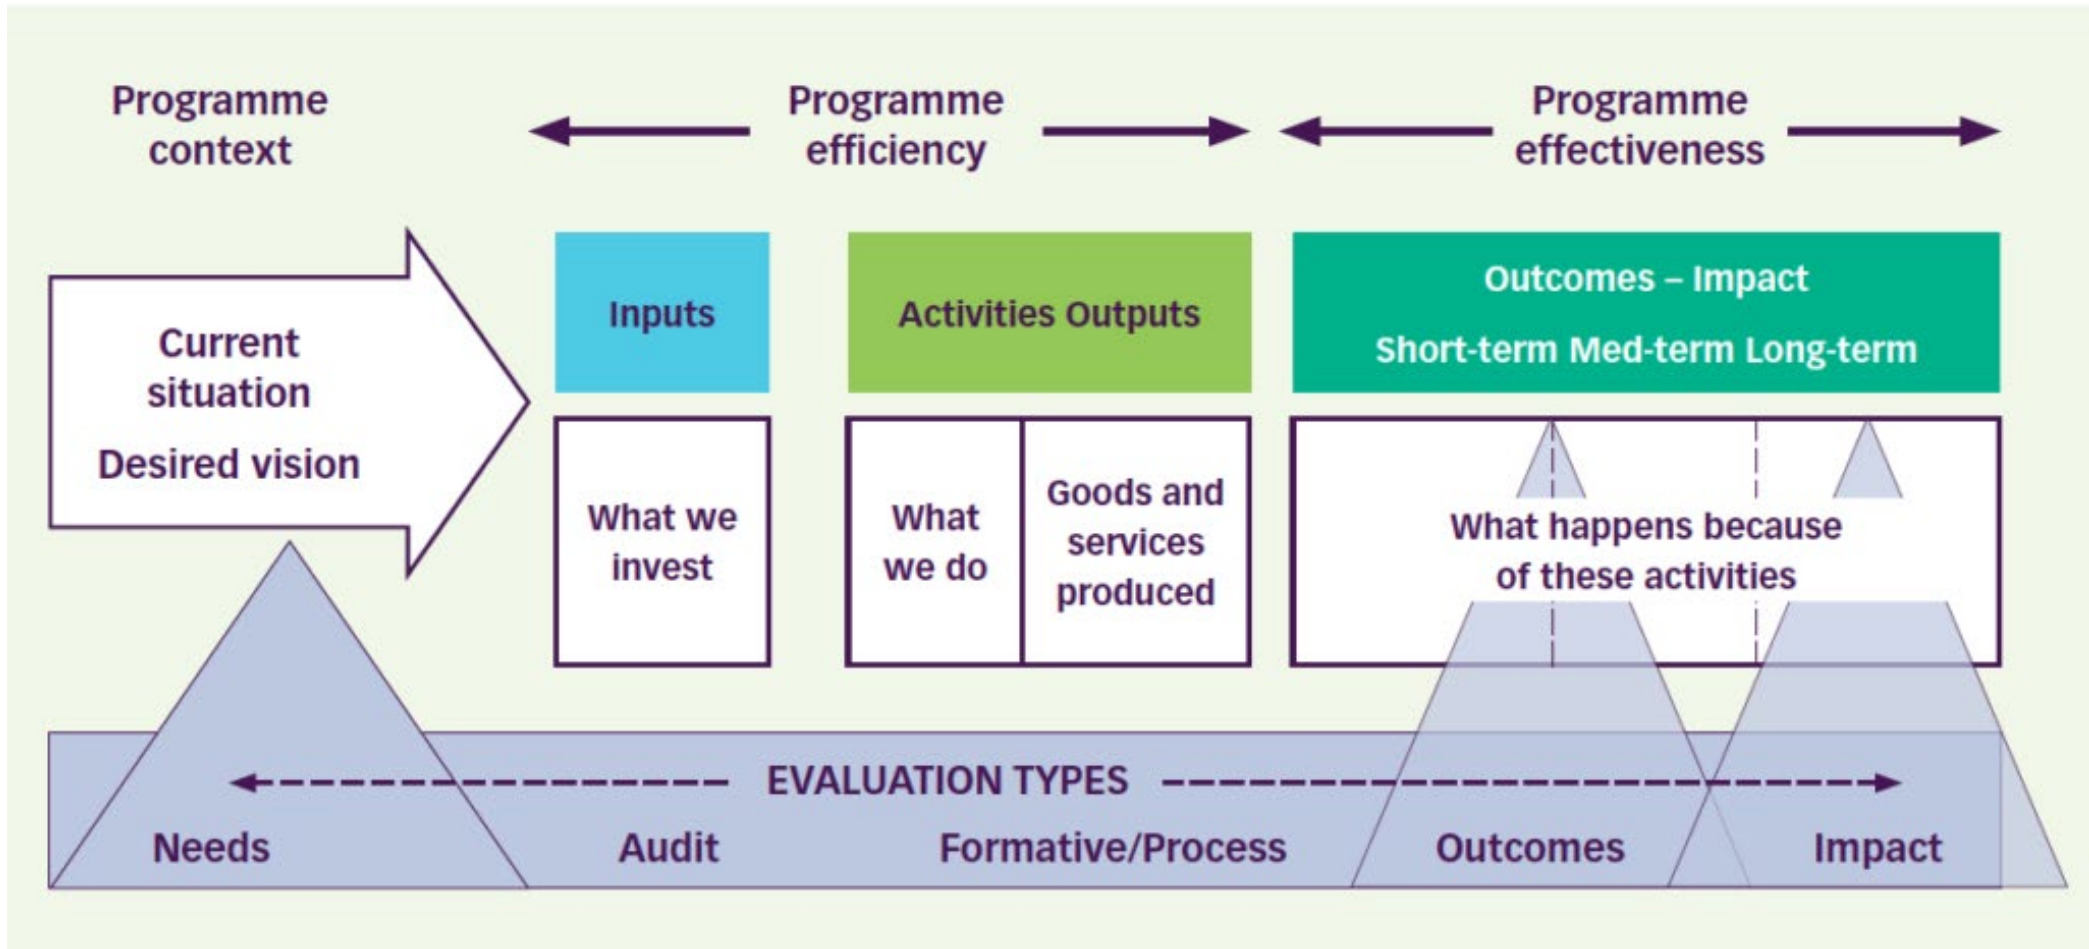 Programme
context
Programme
efficiency
Programme
effectiveness
Current
situation
Desired vision
Inputs
Activities Outputs
Outcomes – Impact
Short-term Med-term Long-term
What we
invest
What
we do
Goods and
services
produced
What happens because
of these activities
EVALUATION TYPES
Needs
Audit
Formative/Process
Outcomes
Impact